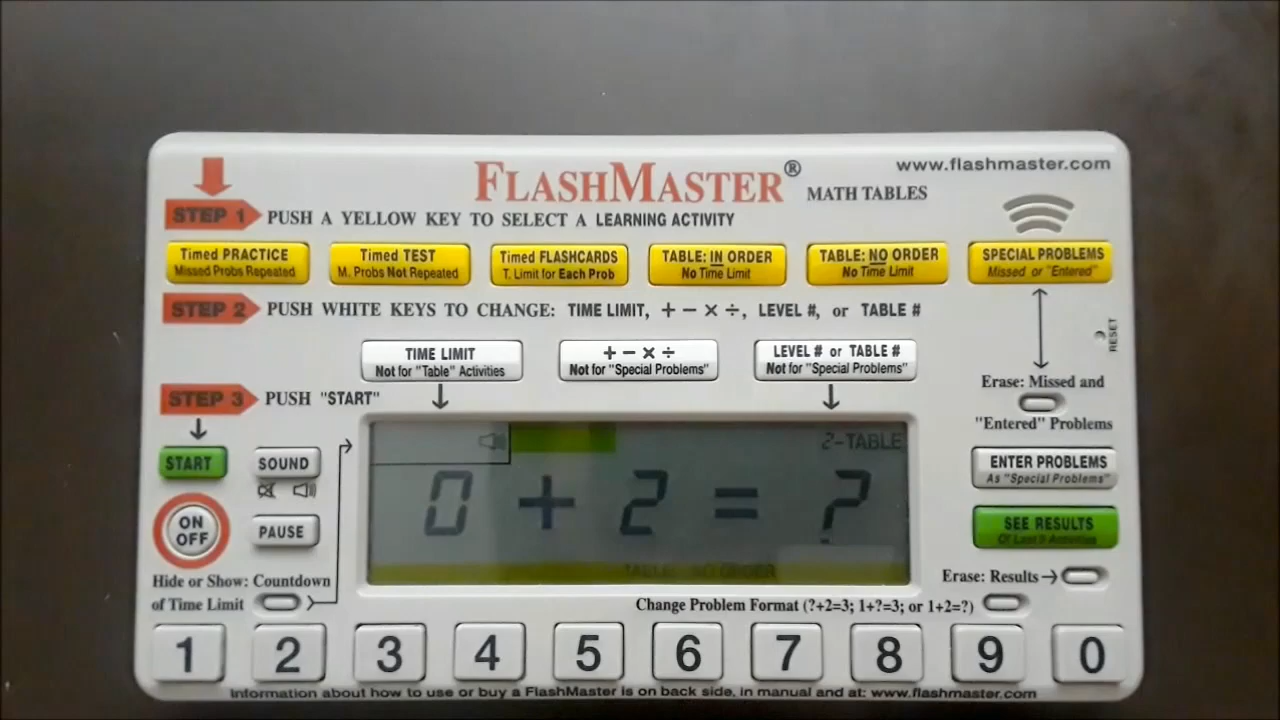 www.flashmaster.com
FLASHMASTER® MATH TABLES
STEP 1 PUSH A YELLOW KEY TO SELECT A LEARNING ACTIVITY
Timed PRACTICE Timed TEST Timed FLASHCARDS TABLE: IN ORDER TABLE: NO ORDER SPECIAL PROBLEMS
Missed Probs Repeated M. Probs Not Repeated T. Limit for Each Prob No Time Limit No Time Limit Missed or "Entered"
STEP 2 PUSH WHITE KEYS TO CHANGE: TIME LIMIT, + − × ÷, LEVEL #, or TABLE #
RESET
TIME LIMIT + − × ÷ LEVEL # or TABLE #
Not for "Table" Activities Not for "Special Problems" Not for "Special Problems"
Erase: Missed and
"Entered" Problems
STEP 3 PUSH "START"
START SOUND
2-TABLE
ENTER PROBLEMS
As "Special Problems"
0 + 2 = ?
ON
OFF
PAUSE
SEE RESULTS
Of Last 9 Activities
TABLE: NO ORDER
Hide or Show: Countdown
of Time Limit
Erase: Results
Change Problem Format (?+2=3; 1+?=3; or 1+2=?)
1 2 3 4 5 6 7 8 9 0
Information about how to use or buy a FlashMaster is on back side, in manual and at: www.flashmaster.com